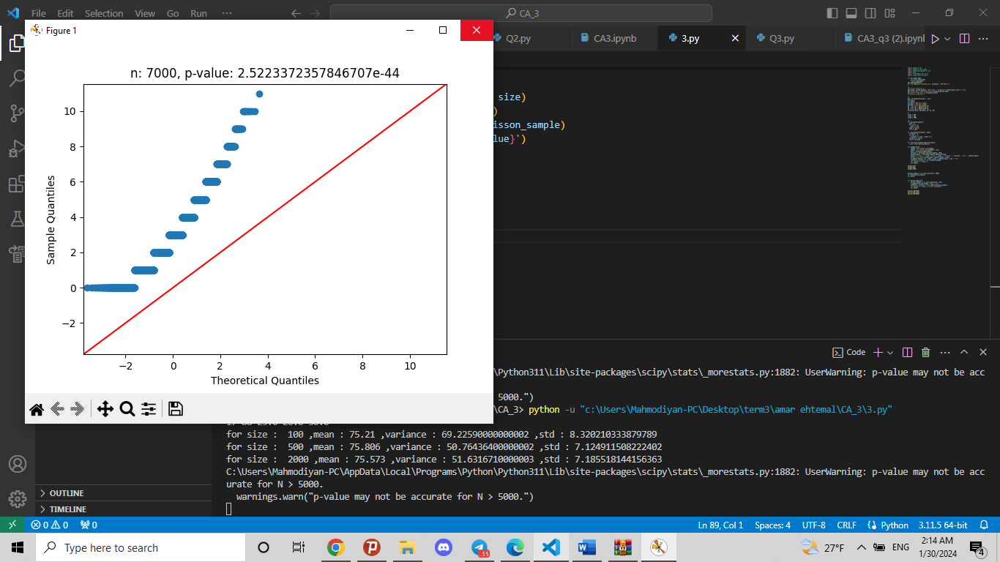 File Edit Selection View Go Run ···
CA_3
Figure 1
Q2.py
CA3.ipynb
3.py
Q3.py
CA3_q3 (2).ipynl
n: 7000, p-value: 2.5223372357846707e-44
10
8
6
4
2
0
−2
Sample Quantiles
−2 0 2 4 6 8 10
Theoretical Quantiles
size)
)
isson_sample)
lue}')
Code
\Python311\Lib\site-packages\scipy\stats\_morestats.py:1882: UserWarning: p-value may not be acc
5000.")
\CA_3> python -u "c:\Users\Mahmodiyan-PC\Desktop\term3\amar ehtemal\CA_3\3.py"
for size :  100 ,mean : 75.21 ,variance : 69.22590000000002 ,std : 8.320210333879789
for size :  500 ,mean : 75.806 ,variance : 50.76436400000002 ,std : 7.124911508222402
for size :  2000 ,mean : 75.573 ,variance : 51.6316710000003 ,std : 7.185518144156363
C:\Users\Mahmodiyan-PC\AppData\Local\Programs\Python\Python311\Lib\site-packages\scipy\stats\_morestats.py:1882: UserWarning: p-value may not be acc
urate for N > 5000.
  warnings.warn("p-value may not be accurate for N > 5000.")
OUTLINE
TIMELINE
0 0 0
Ln 89, Col 1 Spaces: 4 UTF-8 CRLF Python 3.11.5 64-bit
Type here to search
.55
27°F
ENG
2:14 AM
1/30/2024
4